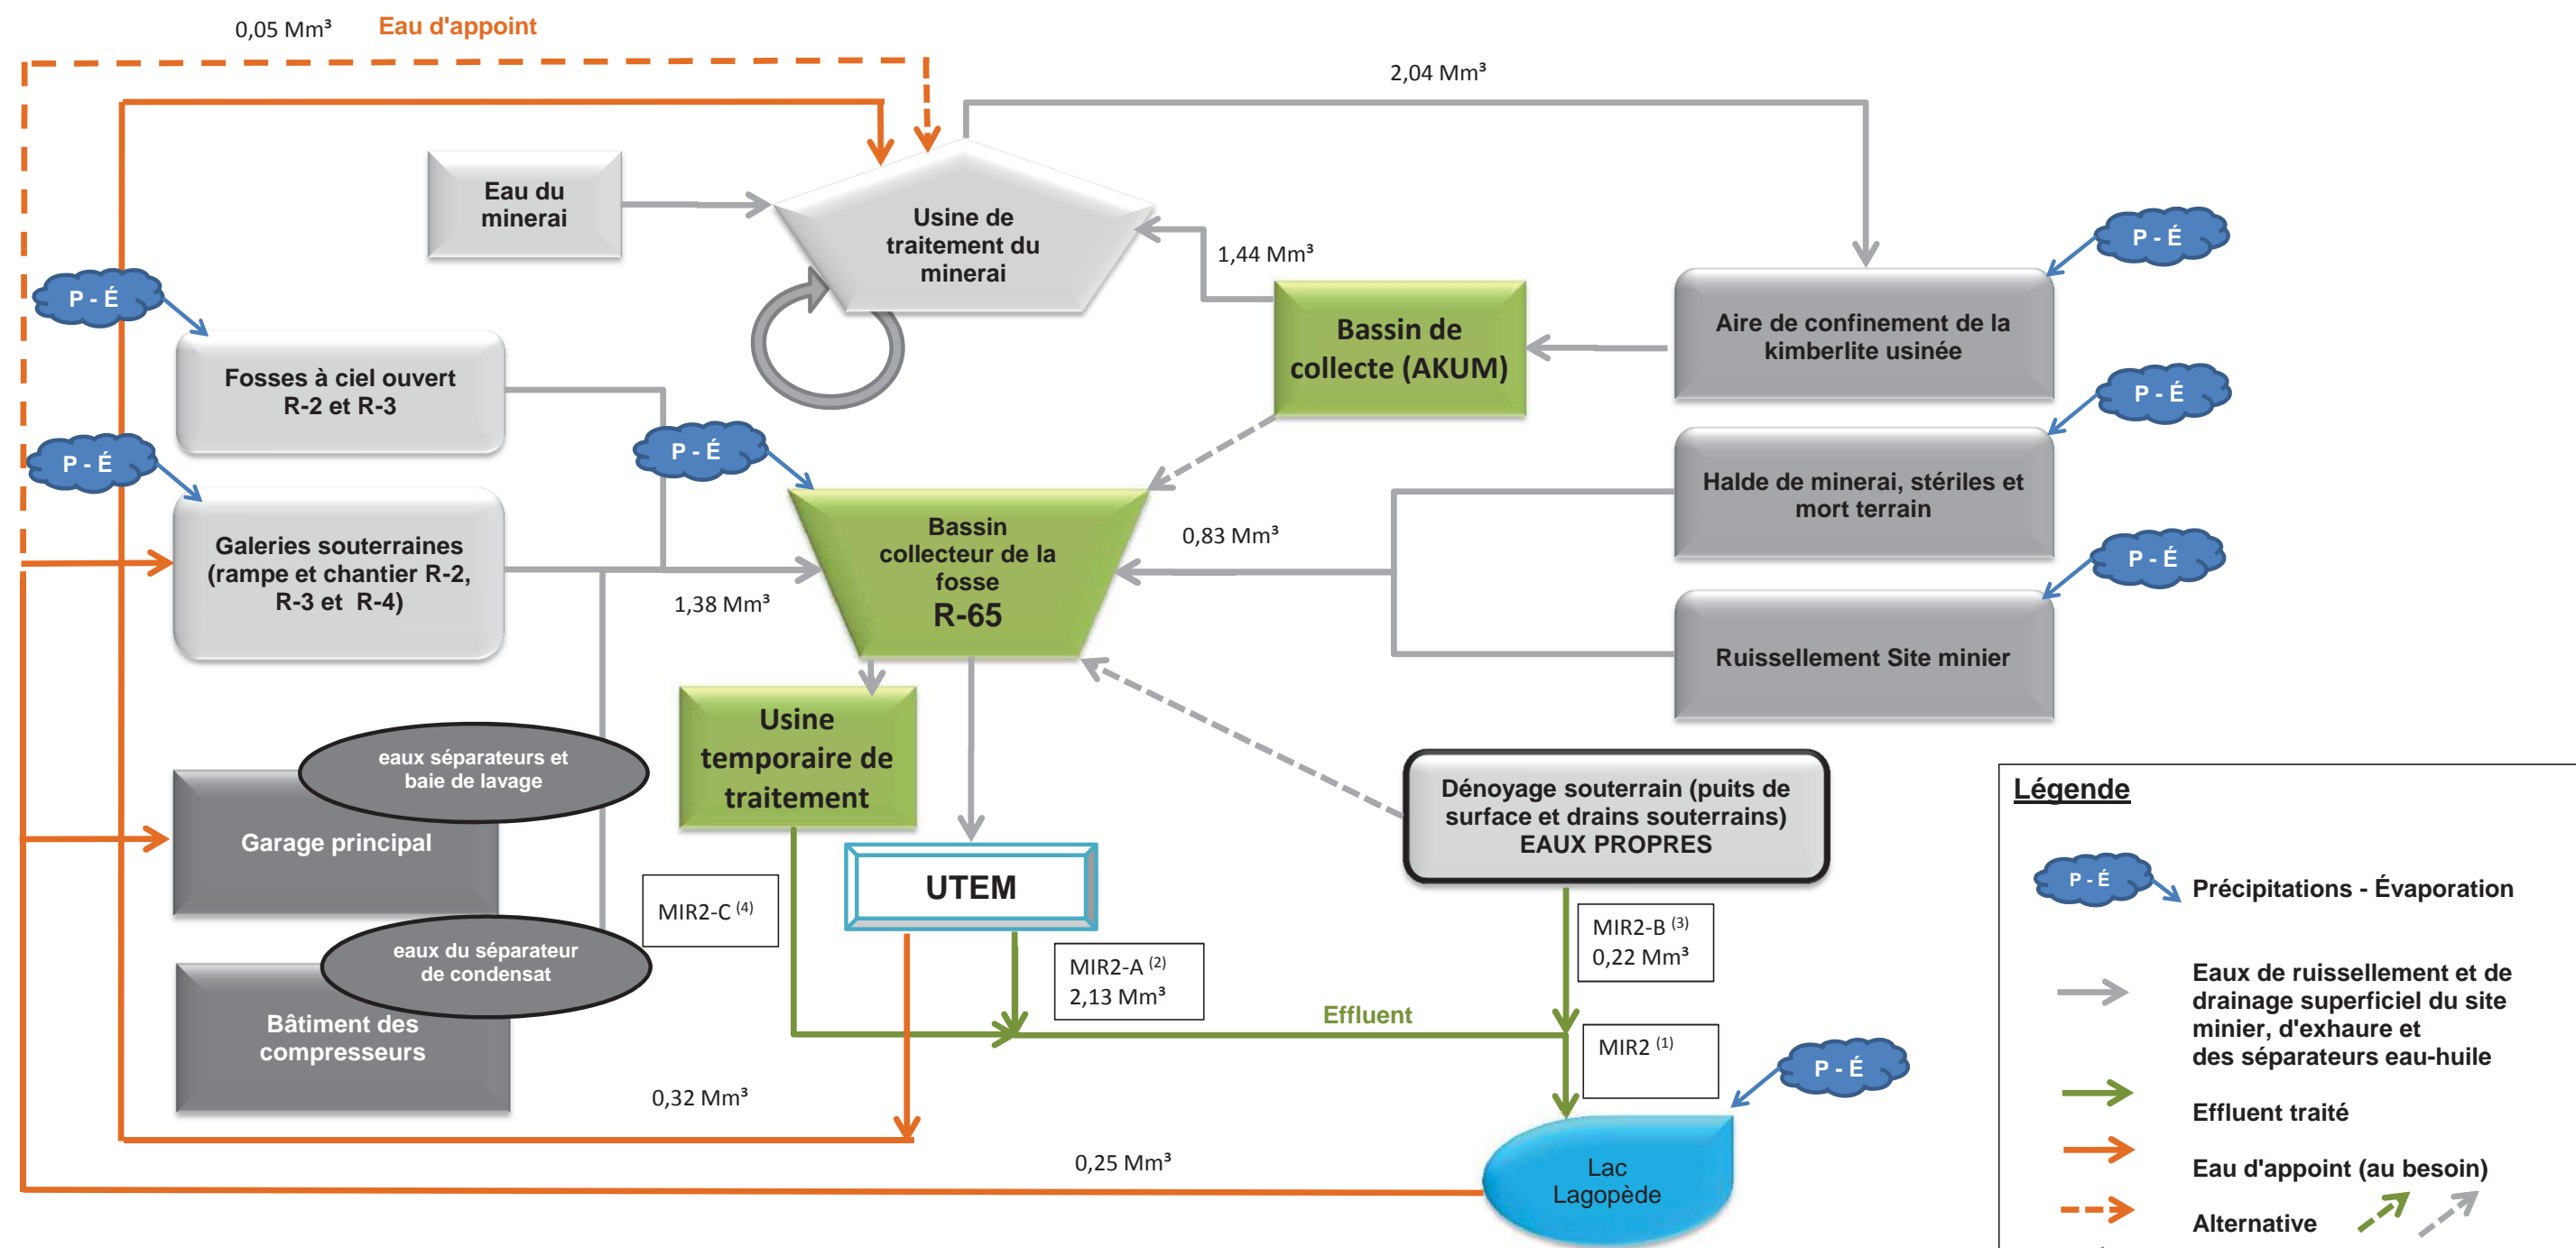 0,05 Mm³
Eau d'appoint
2,04 Mm³
Eau du
minerai
Usine de
traitement du
minerai
P - É
1,44 Mm³
P - É
Bassin de
collecte (AKUM)
Aire de confinement de la
kimberlite usinée
Fosses à ciel ouvert
R-2 et R-3
P - É
P - É
P - É
Galeries souterraines
(rampe et chantier R-2,
R-3 et R-4)
1,38 Mm³
Bassin
collecteur de la
fosse
R-65
0,83 Mm³
Halde de minerai, stériles et
mort terrain
P - É
Ruissellement Site minier
Usine
temporaire de
traitement
eaux séparateurs et
baie de lavage
Garage principal
eaux du séparateur
de condensat
Bâtiment des
compresseurs
UTEM
Dénoyage souterrain (puits de
surface et drains souterrains)
EAUX PROPRES
MIR2-C (4)
MIR2-A (2)
2,13 Mm³
MIR2-B (3)
0,22 Mm³
Effluent
MIR2 (1)
P - É
0,32 Mm³
0,25 Mm³
Lac
Lagopède
Légende
P - É
Précipitations - Évaporation
Eaux de ruissellement et de
drainage superficiel du site
minier, d'exhaure et
des séparateurs eau-huile
Effluent traité
Eau d'appoint (au besoin)
Alternative